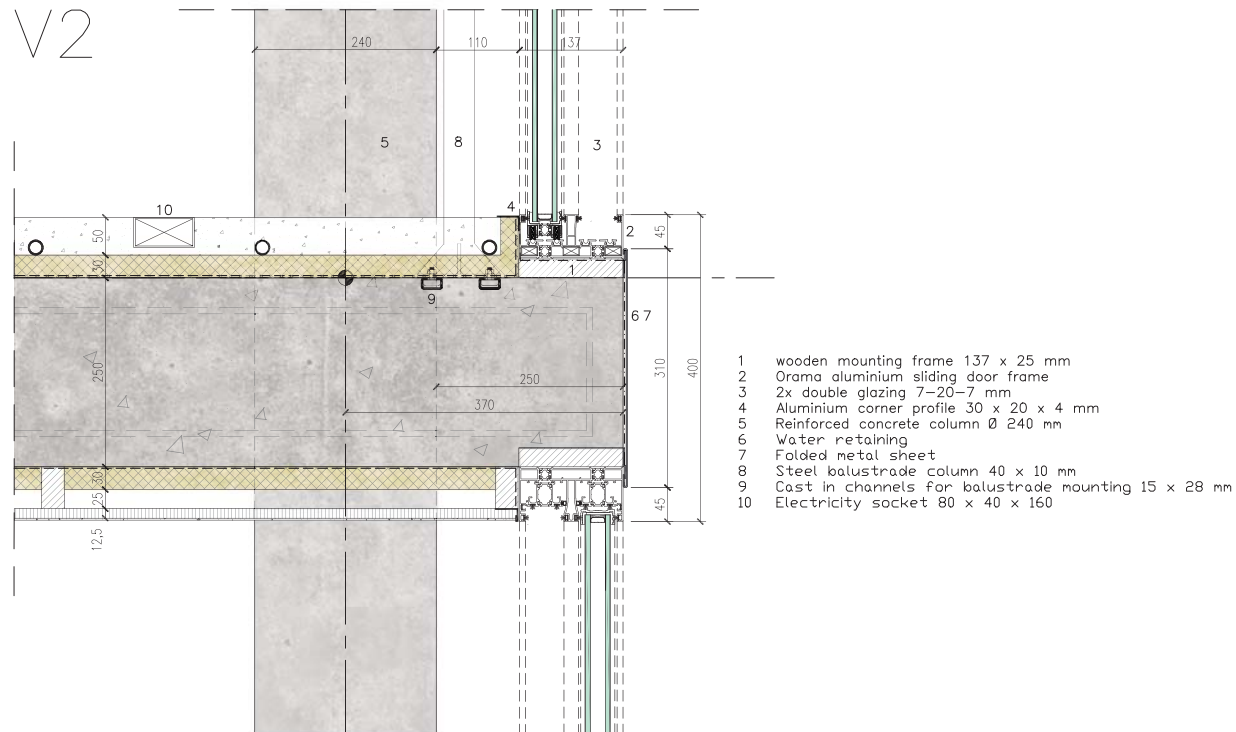 V2
240
110
137
5
8
3
4
10
2
45
50
30
1
9
6 7
250
250
310
400
370
30
25
45
12,5
1 wooden mounting frame 137 x 25 mm
2 Orama aluminium sliding door frame
3 2x double glazing 7-20-7 mm
4 Aluminium corner profile 30 x 20 x 4 mm
5 Reinforced concrete column Ø 240 mm
6 Water retaining
7 Folded metal sheet
8 Steel balustrade column 40 x 10 mm
9 Cast in channels for balustrade mounting 15 x 28 mm
10 Electricity socket 80 x 40 x 160